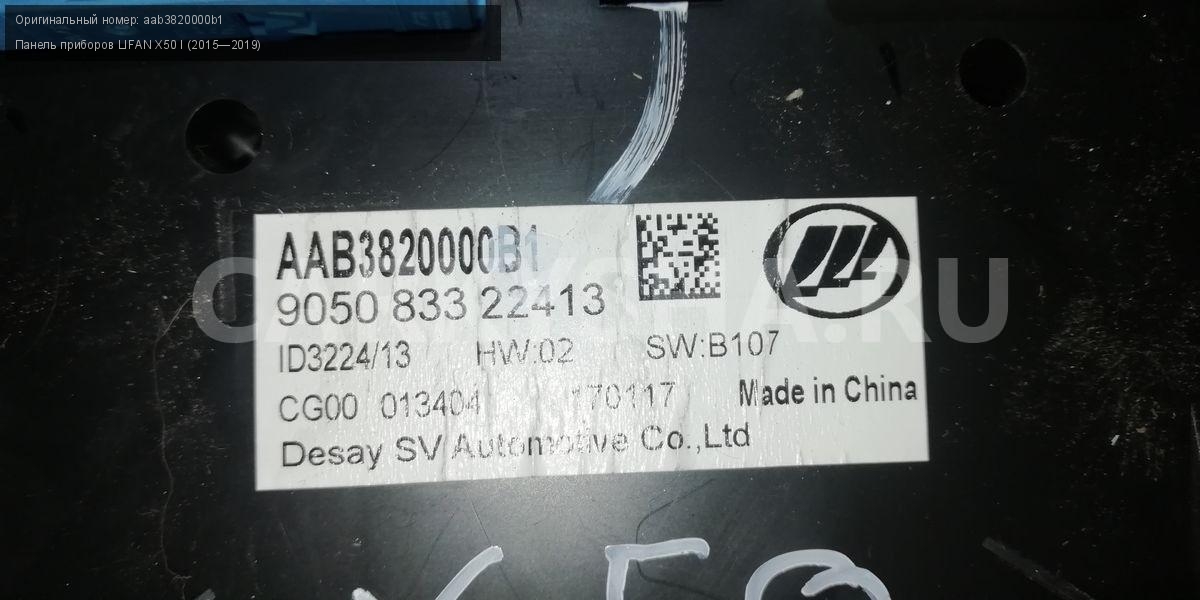 Оригинальный номер: aab3820000b1
Панель приборов LIFAN X50 I (2015—2019)
AAB3820000B1
9050 833 22413
ID3224/13 HW:02 SW:B107
CG00 013404 170117 Made in China
Desay SV Automotive Co.,Ltd
X50